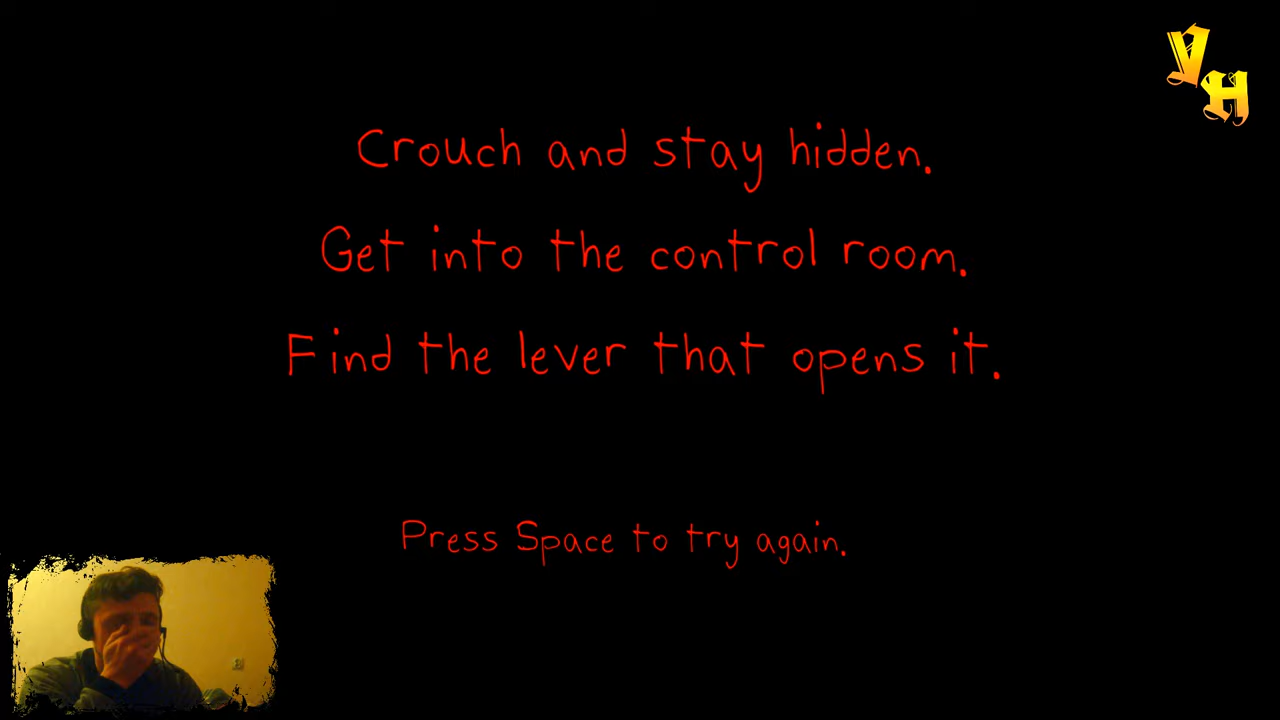 VH
Crouch and stay hidden.
Get into the control room.
Find the lever that opens it.
Press Space to try again.